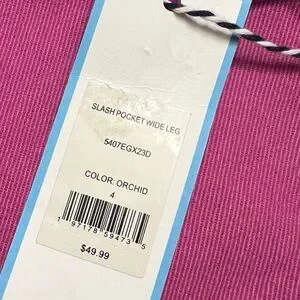 SLASH POCKET WIDE LEG
5407EGX23D
COLOR: ORCHID
4
1 97178 59473 5
$49.99